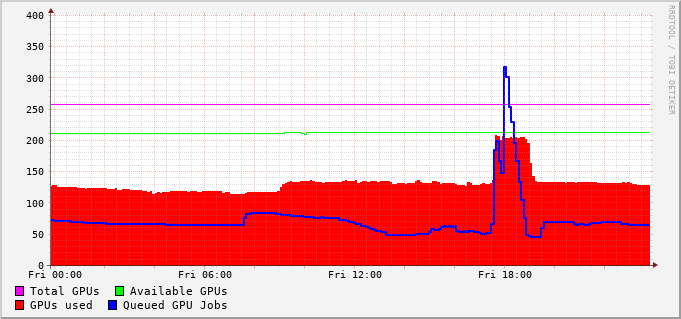 RRDTOOL / TOBI OETIKER
400
350
300
250
200
150
100
50
0
Fri 00:00 Fri 06:00 Fri 12:00 Fri 18:00
Total GPUs Available GPUs
GPUs used Queued GPU Jobs